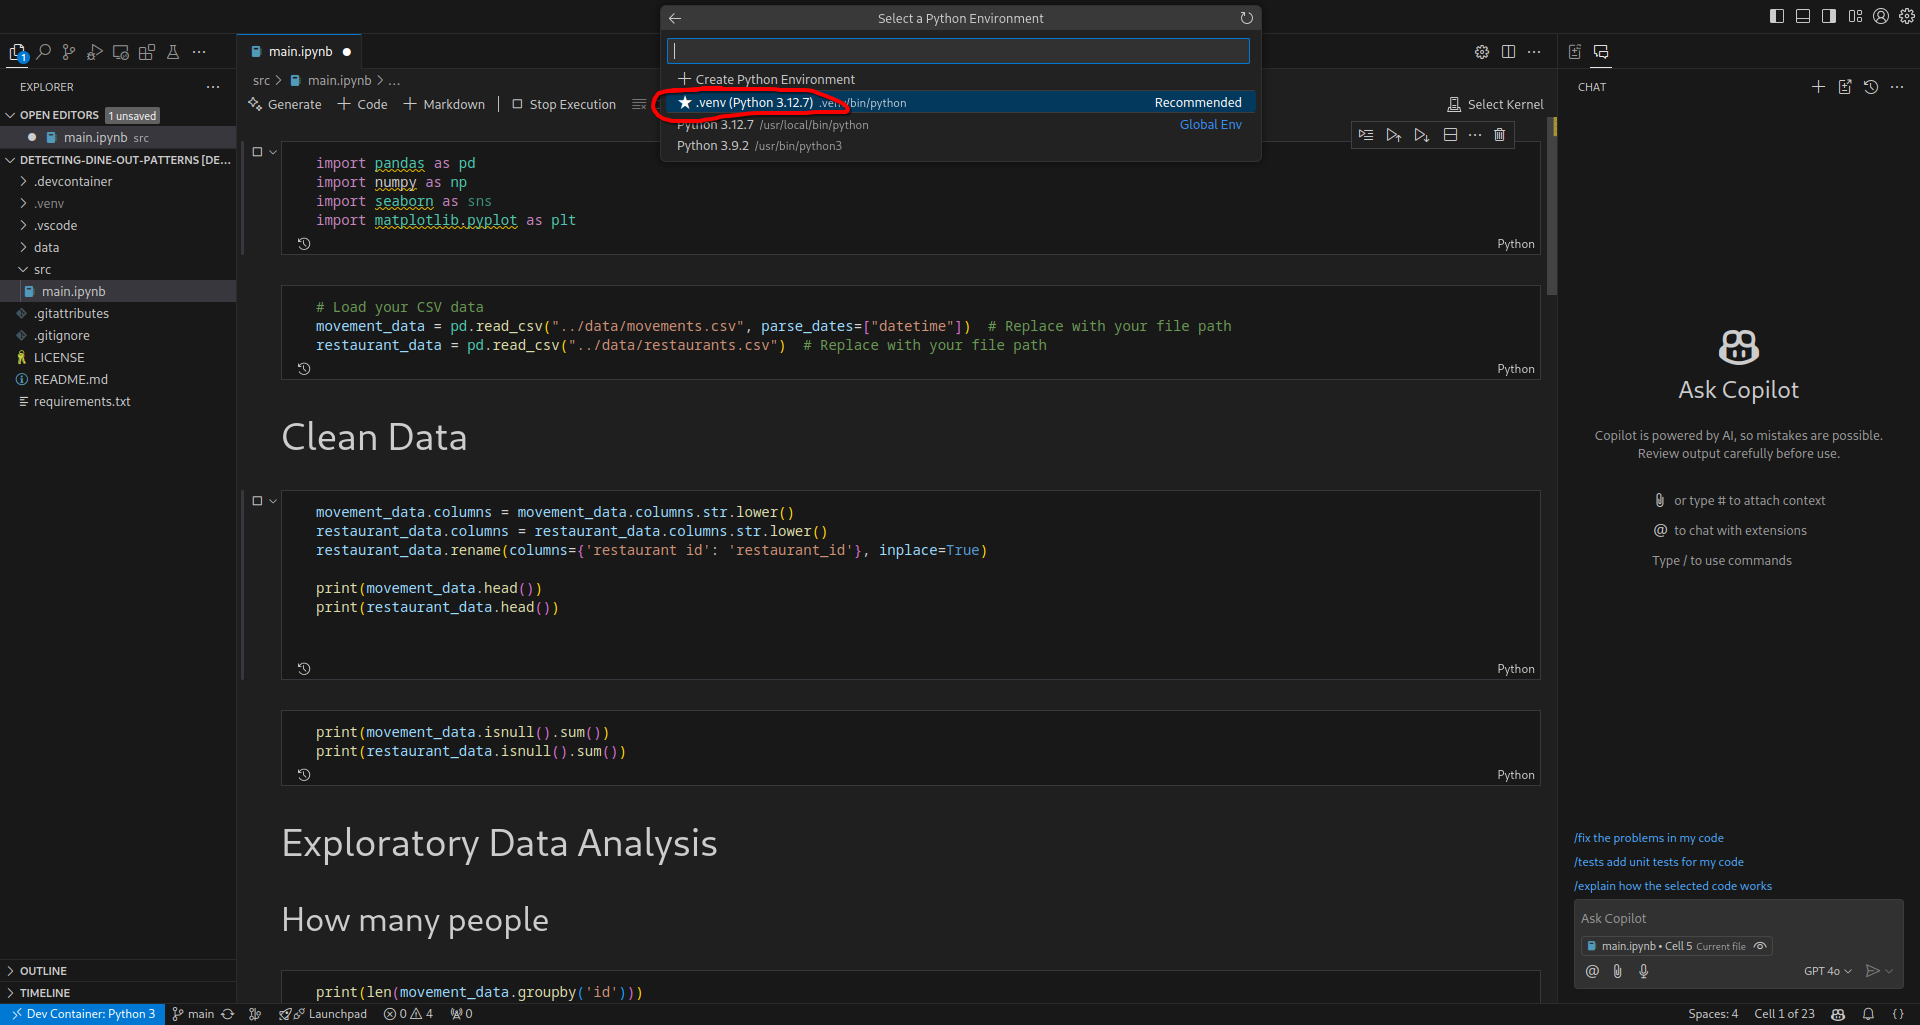 Select a Python Environment
Create Python Environment
.venv (Python 3.12.7) .venv/bin/python Recommended
Python 3.12.7 /usr/local/bin/python Global Env
Python 3.9.2 /usr/bin/python3
1
EXPLORER
OPEN EDITORS 1 unsaved
main.ipynb src
DETECTING-DINE-OUT-PATTERNS [DE...
.devcontainer
.venv
.vscode
data
src
main.ipynb
.gitattributes
.gitignore
LICENSE
README.md
requirements.txt
OUTLINE
TIMELINE
main.ipynb
src > main.ipynb > ...
Generate + Code + Markdown | Stop Execution
Select Kernel
import pandas as pd
import numpy as np
import seaborn as sns
import matplotlib.pyplot as plt
Python
# Load your CSV data
movement_data = pd.read_csv("../data/movements.csv", parse_dates=["datetime"])  # Replace with your file path
restaurant_data = pd.read_csv("../data/restaurants.csv")  # Replace with your file path
Python
Clean Data
movement_data.columns = movement_data.columns.str.lower()
restaurant_data.columns = restaurant_data.columns.str.lower()
restaurant_data.rename(columns={'restaurant id': 'restaurant_id'}, inplace=True)
print(movement_data.head())
print(restaurant_data.head())
Python
print(movement_data.isnull().sum())
print(restaurant_data.isnull().sum())
Python
Exploratory Data Analysis
How many people
print(len(movement_data.groupby('id')))
CHAT
Ask Copilot
Copilot is powered by AI, so mistakes are possible.
Review output carefully before use.
or type # to attach context
@ to chat with extensions
Type / to use commands
/fix the problems in my code
/tests add unit tests for my code
/explain how the selected code works
Ask Copilot
main.ipynb • Cell 5 Current file
@ GPT 4o
Dev Container: Python 3 main Launchpad 0 4 0
Spaces: 4 Cell 1 of 23 { }